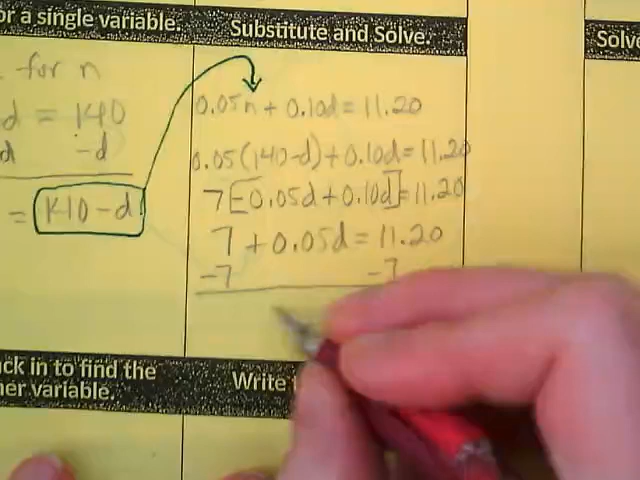 or a single variable.
for n
d = 140
d -d
= 140-d
Substitute and Solve.
0.05n + 0.10d = 11.20
0.05(140-d) + 0.10d = 11.20
7[-0.05d + 0.10d] = 11.20
7 + 0.05d = 11.20
-7 -7
Solve
ck in to find the
er variable.
Write